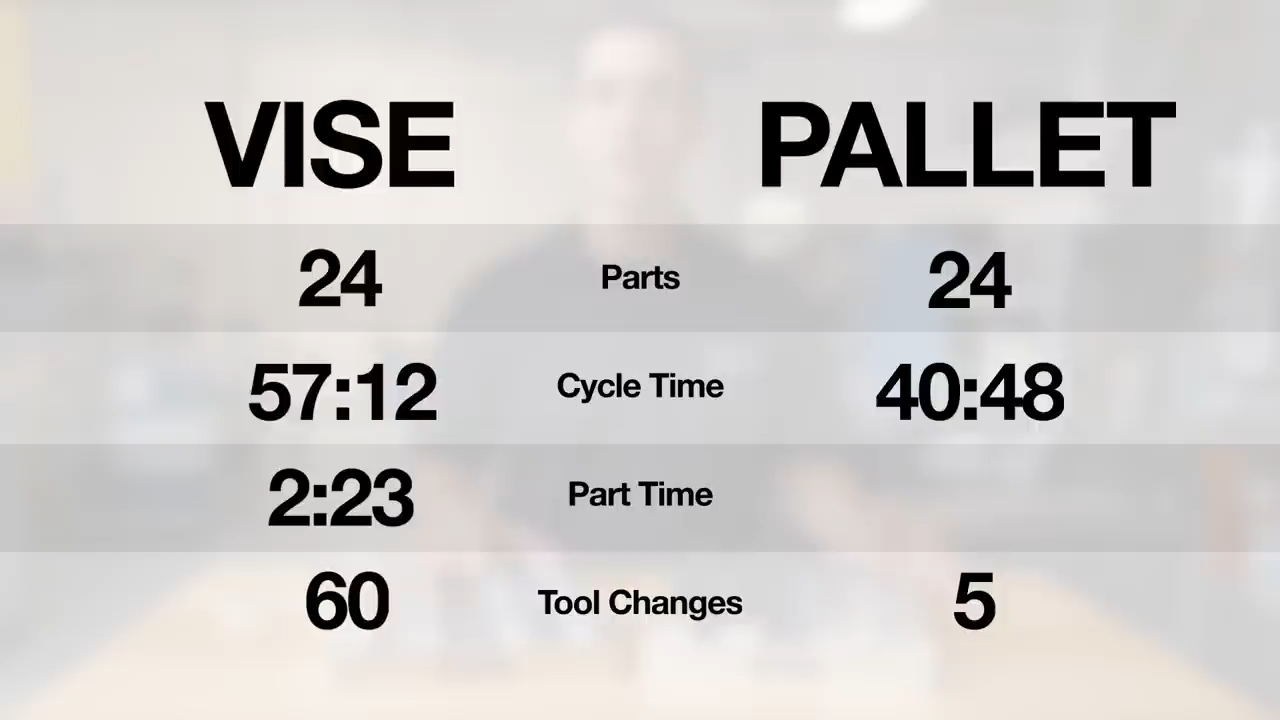 VISE PALLET
24 Parts 24
57:12 Cycle Time 40:48
2:23 Part Time
60 Tool Changes 5